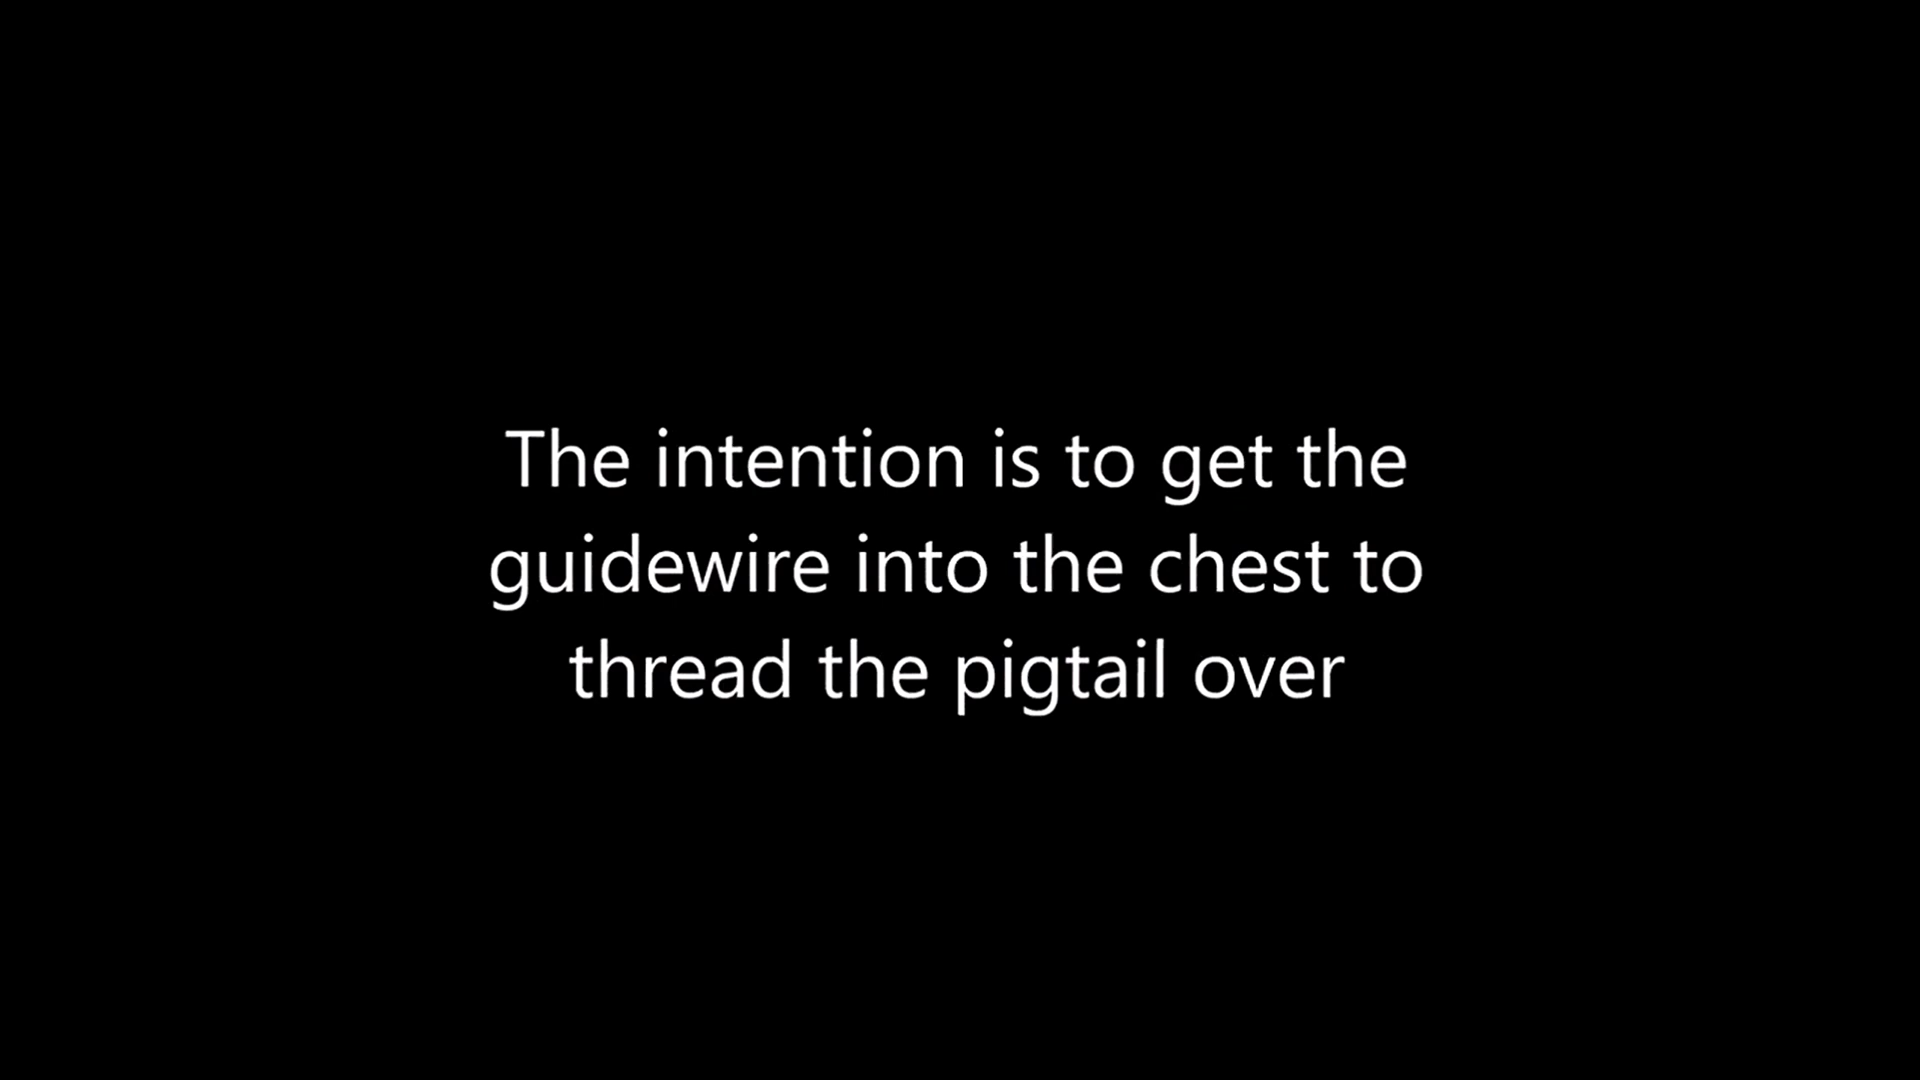 The intention is to get the
guidewire into the chest to
thread the pigtail over